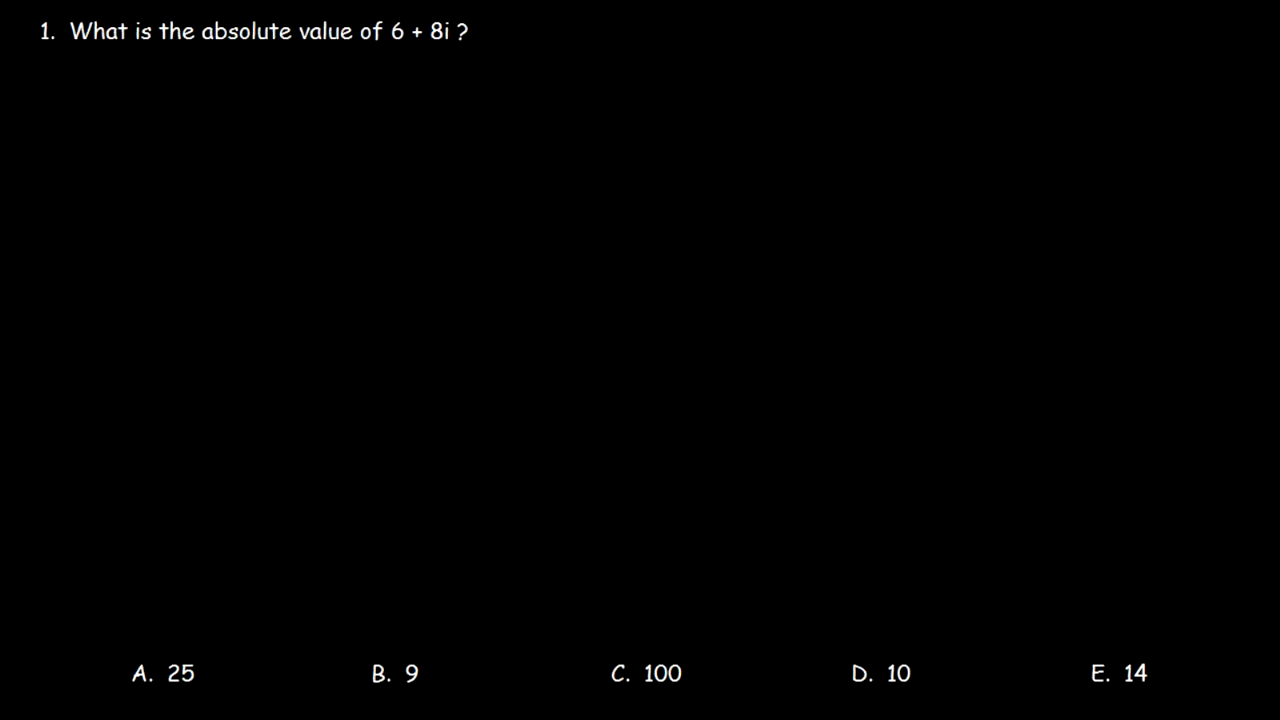 1. What is the absolute value of 6 + 8i ?
A. 25 B. 9 C. 100 D. 10 E. 14